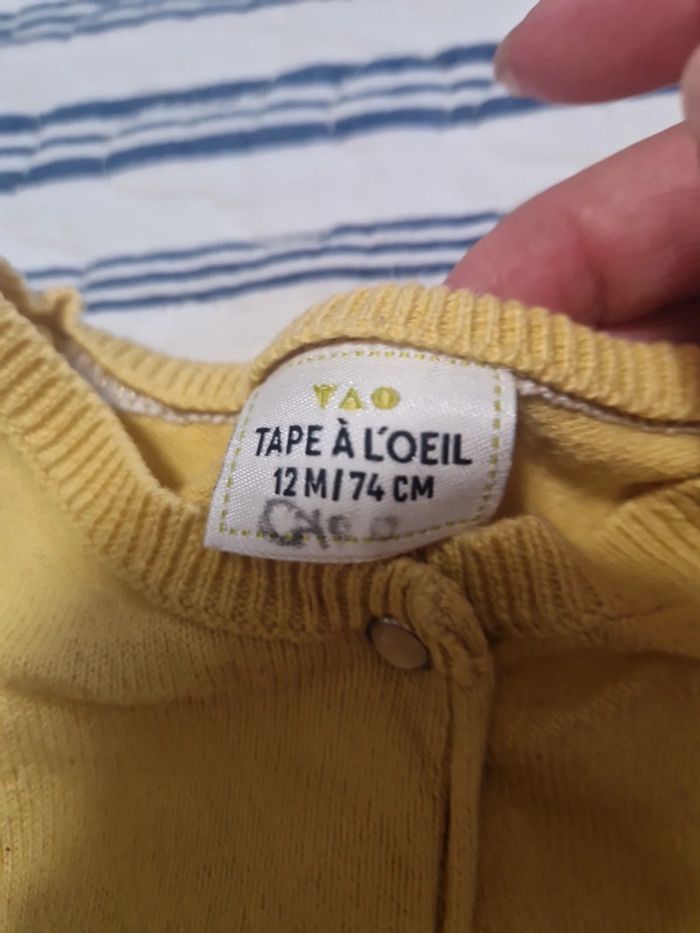 TAO
TAPE À L'OEIL
12 M/74 CM